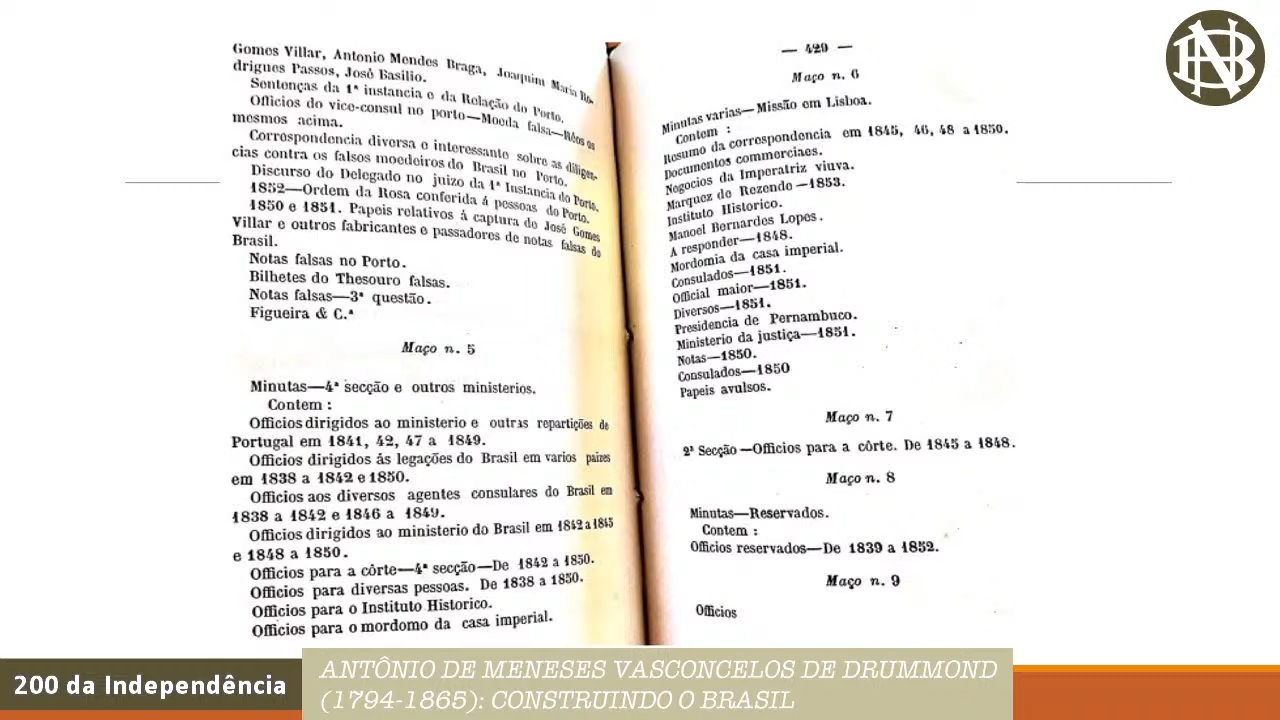 Gomes Villar, Antonio Mendes Braga, Joaquim Maria Ro-
drigues Passos, José Basilio.
Sentenças da 1ª instancia e da Relação do Porto.
Officios do vice-consul no porto—Moeda falsa—Réos os
mesmos acima.
Correspondencia diversa e interessante sobre as diligen-
cias contra os falsos moedeiros do Brasil no Porto.
Discurso do Delegado no juizo da 1ª Instancia do Porto.
1852—Ordem da Rosa conferida á pessoas do Porto.
1850 e 1851. Papeis relativos á captura de José Gomes
Villar e outros fabricantes e passadores de notas falsas do
Brasil.
Notas falsas no Porto.
Bilhetes do Thesouro falsas.
Notas falsas—3ª questão.
Figueira & C.ª
Maço n. 5
Minutas—4ª secção e outros ministerios.
Contem :
Officios dirigidos ao ministerio e outras repartições de
Portugal em 1841, 42, 47 a 1849.
Officios dirigidos ás legações do Brasil em varios paizes
em 1838 a 1842 e 1850.
Officios aos diversos agentes consulares do Brasil em
1838 a 1842 e 1846 a 1849.
Officios dirigidos ao ministerio do Brasil em 1842 a 1845
e 1848 a 1850.
Officios para a côrte—4ª secção—De 1842 a 1850.
Officios para diversas pessoas. De 1838 a 1850.
Officios para o Instituto Historico.
Officios para o mordomo da casa imperial.
— 429 —
Maço n. 6
Minutas varias—Missão em Lisboa.
Contem :
Resumo da correspondencia em 1845, 46, 48 a 1850.
Documentos commerciaes.
Negocios da Imperatriz viuva.
Marquez de Rezende—1853.
Instituto Historico.
Manoel Bernardes Lopes.
A responder—1848.
Mordomia da casa imperial.
Consulados—1851.
Official maior—1851.
Diversos—1851.
Presidencia de Pernambuco.
Ministerio da justiça—1851.
Notas—1850.
Consulados—1850
Papeis avulsos.
Maço n. 7
2ª Secção—Officios para a côrte. De 1845 a 1848.
Maço n. 8
Minutas—Reservados.
Contem :
Officios reservados—De 1839 a 1852.
Maço n. 9
Officios
200 da Independência
ANTÔNIO DE MENESES VASCONCELOS DE DRUMMOND
(1794-1865): CONSTRUINDO O BRASIL